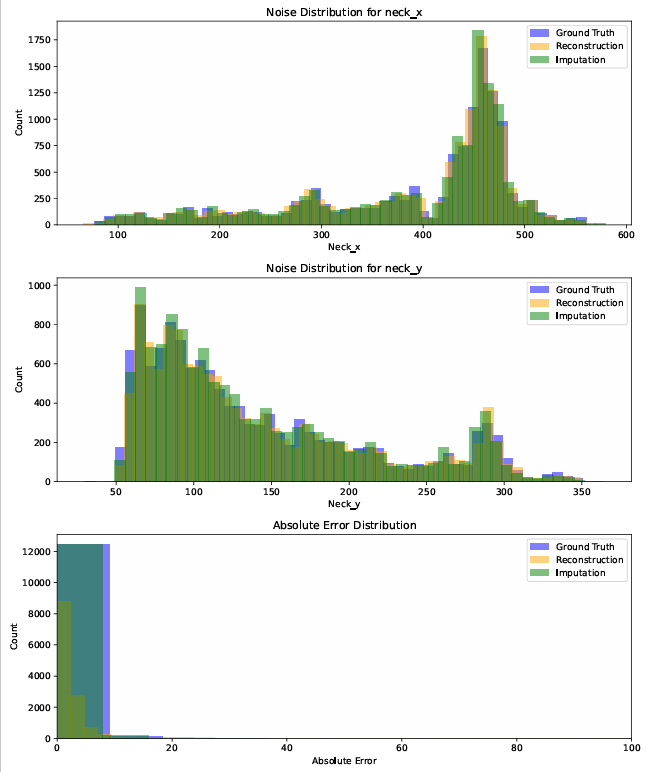 Noise Distribution for neck_x
1750
1500
1250
1000
750
500
250
0
Count
100
200
300
400
500
600
Neck_x
Ground Truth
Reconstruction
Imputation
Noise Distribution for neck_y
1000
800
600
400
200
0
Count
50
100
150
200
250
300
350
Neck_y
Ground Truth
Reconstruction
Imputation
Absolute Error Distribution
12000
10000
8000
6000
4000
2000
0
Count
0
20
40
60
80
100
Absolute Error
Ground Truth
Reconstruction
Imputation